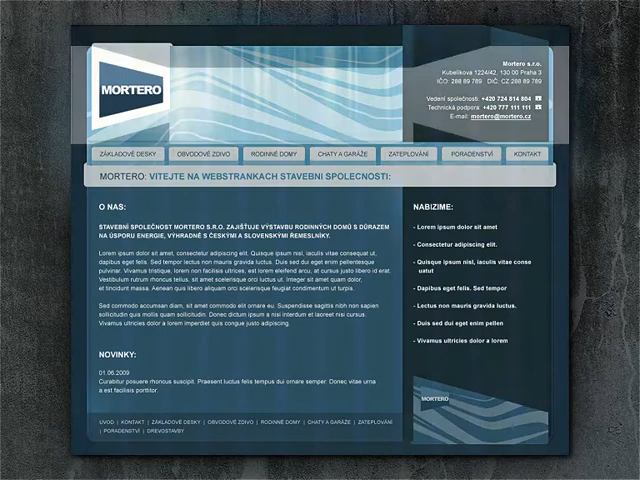 MORTERO
Mortero s.r.o.
Kubelíkova 1224/42, 130 00 Praha 3
IČO: 288 89 789 DIČ: CZ 288 89 789
Vedení společnosti: +420 724 814 804
Technická podpora: +420 777 111 111
E-mail: mortero@mortero.cz
ZÁKLADOVÉ DESKY OBVODOVÉ ZDIVO RODINNÉ DOMY CHATY A GARÁŽE ZATEPLOVÁNÍ PORADENSTVÍ KONTAKT
MORTERO: VITEJTE NA WEBSTRANKACH STAVEBNI SPOLECNOSTI:
O NAS:
STAVEBNÍ SPOLEČNOST MORTERO S.R.O. ZAJIŠŤUJE VÝSTAVBU RODINNÝCH DOMŮ S DŮRAZEM
NA ÚSPORU ENERGIE, VÝHRADNĚ S ČESKÝMI A SLOVENSKÝMI ŘEMESLNÍKY.
Lorem ipsum dolor sit amet, consectetur adipiscing elit. Quisque ipsum nisl, iaculis vitae consequat ut,
dapibus eget felis. Sed tempor lectus non mauris gravida luctus. Duis sed dui eget enim pellentesque
pulvinar. Vivamus tristique, lorem non facilisis ultrices, est lorem eleifend arcu, at cursus justo libero id erat.
Vestibulum rutrum rhoncus tellus, sit amet scelerisque orci luctus ut. Integer sit amet quam dolor,
et tincidunt massa. Aenean quis libero aliquam orci scelerisque feugiat condimentum ut turpis.
Sed commodo accumsan diam, sit amet commodo elit ornare eu. Suspendisse sagittis nibh non sapien
sollicitudin quis mollis quam sollicitudin. Donec dictum ipsum a nisi interdum et laoreet nisi cursus.
Vivamus ultricies dolor a lorem imperdiet quis congue justo adipiscing.
NOVINKY:
01.06.2009
Curabitur posuere rhoncus suscipit. Praesent luctus felis tempus dui ornare semper. Donec vitae urna
a est facilisis porttitor.
NABIZIME:
- Lorem ipsum dolor sit amet
- Consectetur adipiscing elit.
- Quisque ipsum nisl, iaculis vitae conse
uatut
- Dapibus eget felis. Sed tempor
- Lectus non mauris gravida luctus.
- Duis sed dui eget enim pellen
- Vivamus ultricies dolor a lorem
MORTERO
UVOD | KONTAKT | ZÁKLADOVÉ DESKY | OBVODOVÉ ZDIVO | RODINNÉ DOMY | CHATY A GARÁŽE | ZATEPLOVÁNÍ
| PORADENSTVÍ | DREVOSTAVBY